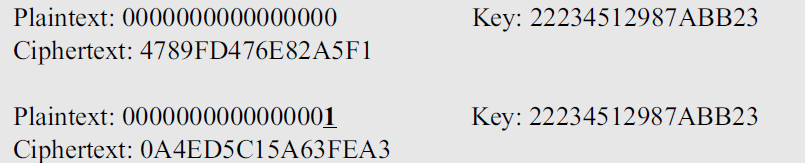 Plaintext: 0000000000000000 Key: 22234512987ABB23
Ciphertext: 4789FD476E82A5F1
Plaintext: 0000000000000001 Key: 22234512987ABB23
Ciphertext: 0A4ED5C15A63FEA3